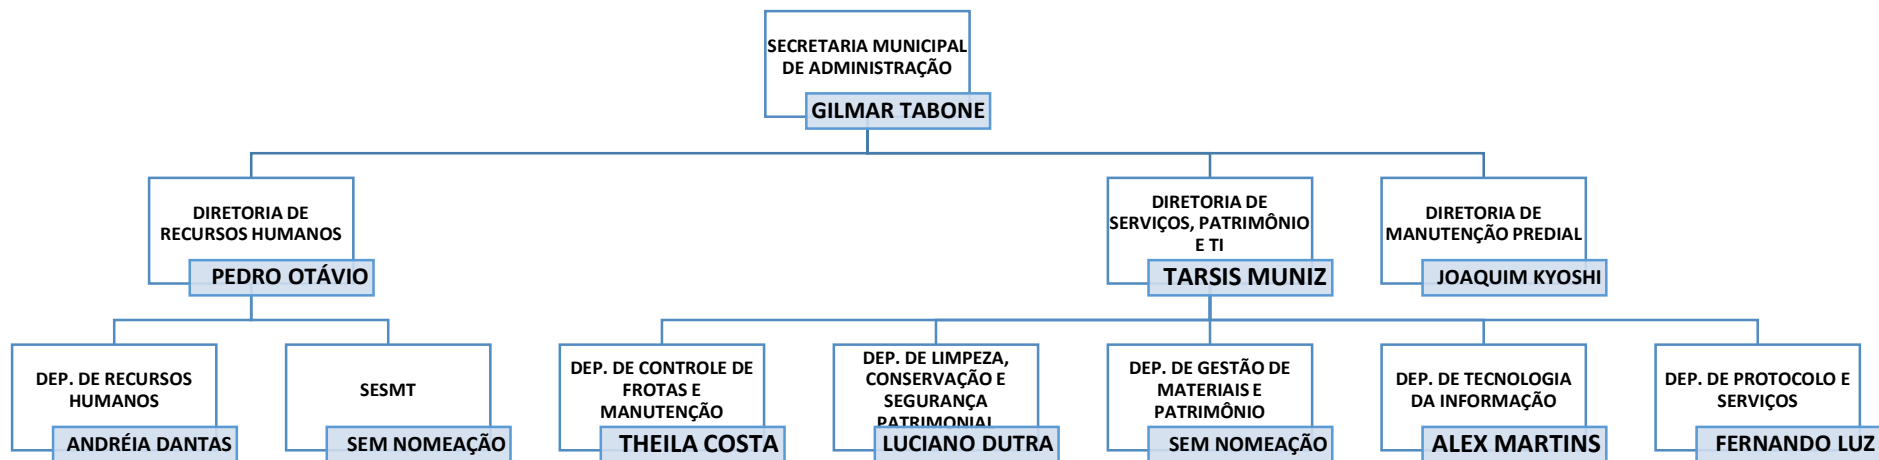 SECRETARIA MUNICIPAL
DE ADMINISTRAÇÃO
GILMAR TABONE
DIRETORIA DE
RECURSOS HUMANOS
PEDRO OTÁVIO
DIRETORIA DE
SERVIÇOS, PATRIMÔNIO
E TI
TARSIS MUNIZ
DIRETORIA DE
MANUTENÇÃO PREDIAL
JOAQUIM KYOSHI
DEP. DE RECURSOS
HUMANOS
ANDRÉIA DANTAS
SESMT
SEM NOMEAÇÃO
DEP. DE CONTROLE DE
FROTAS E
MANUTENÇÃO
THEILA COSTA
DEP. DE LIMPEZA,
CONSERVAÇÃO E
SEGURANÇA
PATRIMONIAL
LUCIANO DUTRA
DEP. DE GESTÃO DE
MATERIAIS E
PATRIMÔNIO
SEM NOMEAÇÃO
DEP. DE TECNOLOGIA
DA INFORMAÇÃO
ALEX MARTINS
DEP. DE PROTOCOLO E
SERVIÇOS
FERNANDO LUZ